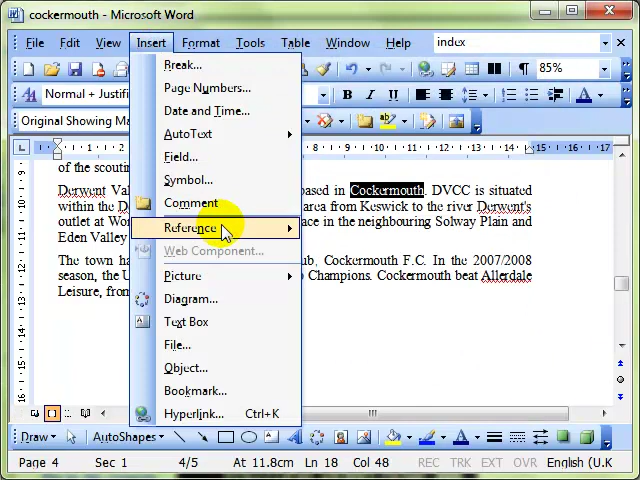 cockermouth - Microsoft Word
File Edit View Insert Format Tools Table Window Help index
85%
Normal + Justifi
B I U
Original Showing Ma
Break...
Page Numbers...
Date and Time...
AutoText
Field...
Symbol...
Comment
Reference
Web Component...
Picture
Diagram...
Text Box
File...
Object...
Bookmark...
Hyperlink... Ctrl+K
of the scoutin
Derwent Val based in Cockermouth. DVCC is situated
within the D area from Keswick to the river Derwent's
outlet at Wor ce in the neighbouring Solway Plain and
Eden Valley
The town ha ub, Cockermouth F.C. In the 2007/2008
season, the U p Champions. Cockermouth beat Allerdale
Leisure, from
Draw AutoShapes
Page 4 Sec 1 4/5 At 11.8cm Ln 18 Col 48 REC TRK EXT OVR English (U.K